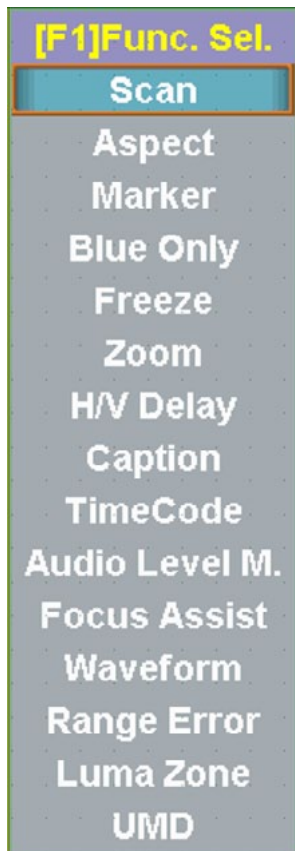 [F1]Func. Sel.
Scan
Aspect
Marker
Blue Only
Freeze
Zoom
H/V Delay
Caption
TimeCode
Audio Level M.
Focus Assist
Waveform
Range Error
Luma Zone
UMD